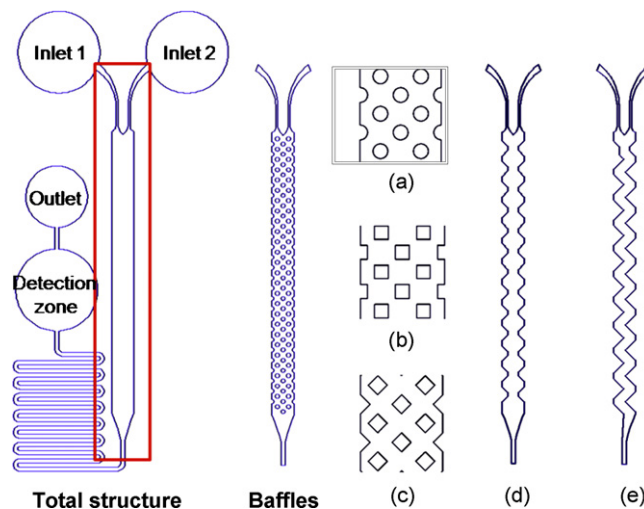 Inlet 1
Inlet 2
Outlet
Detection
zone
(a)
(b)
(c)
(d)
(e)
Total structure
Baffles